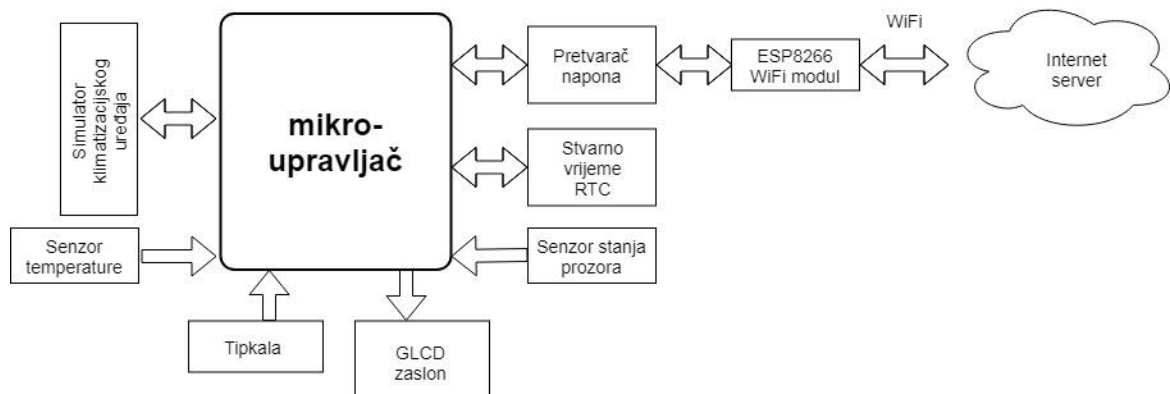 Simulator
klimatizacijskog
uređaja
mikro-
upravljač
Pretvarač
napona
ESP8266
WiFi modul
WiFi
Internet
server
Stvarno
vrijeme
RTC
Senzor
temperature
Senzor stanja
prozora
Tipkala
GLCD
zaslon